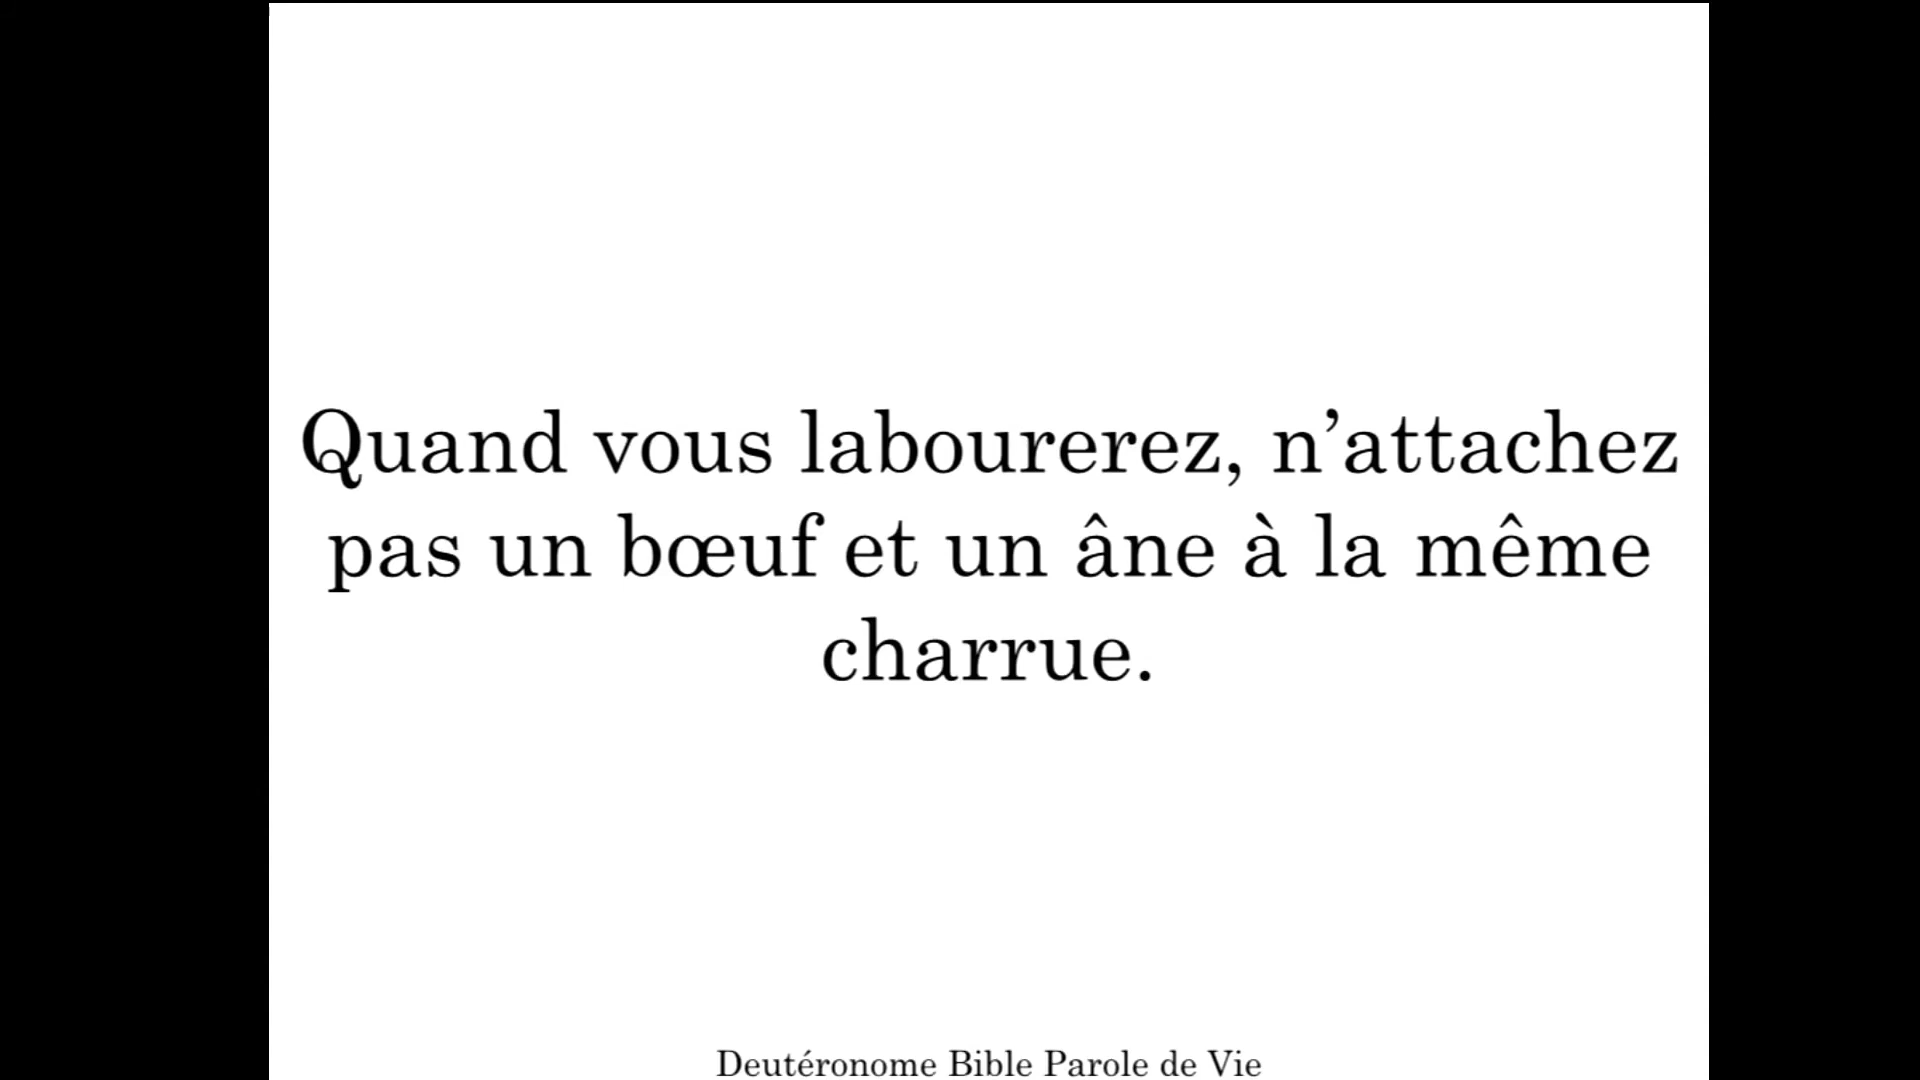 Quand vous labourerez, n’attachez
pas un bœuf et un âne à la même
charrue.
Deutéronome Bible Parole de Vie